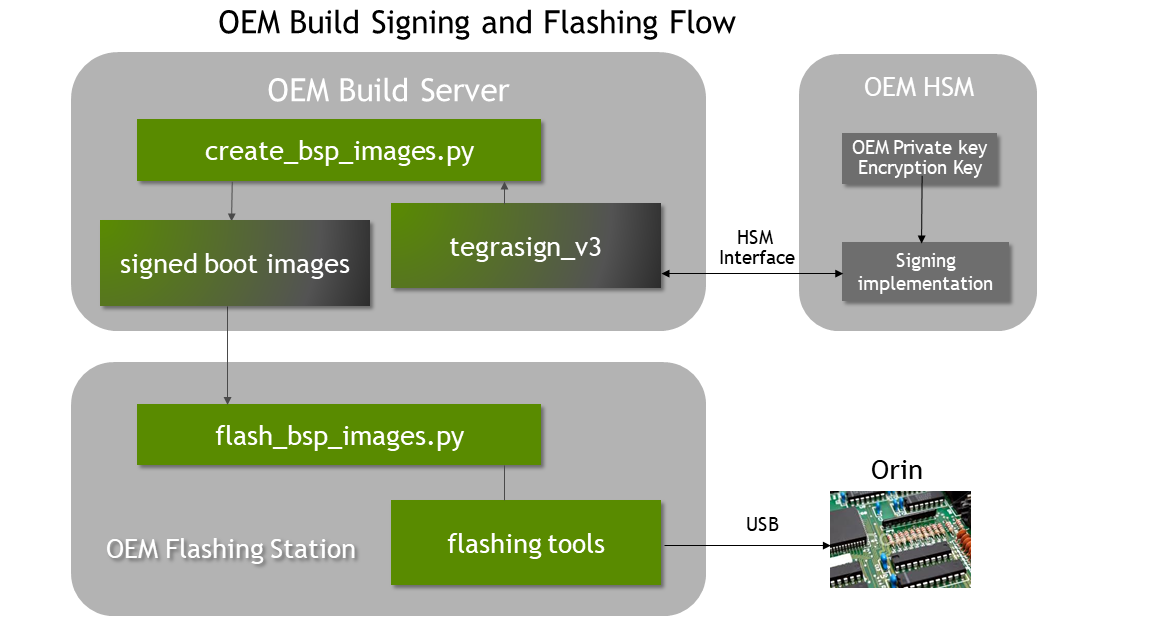 OEM Build Signing and Flashing Flow
OEM Build Server
create_bsp_images.py
signed boot images
tegrasign_v3
HSM
Interface
OEM HSM
OEM Private key
Encryption Key
Signing
implementation
flash_bsp_images.py
OEM Flashing Station
flashing tools
USB
Orin